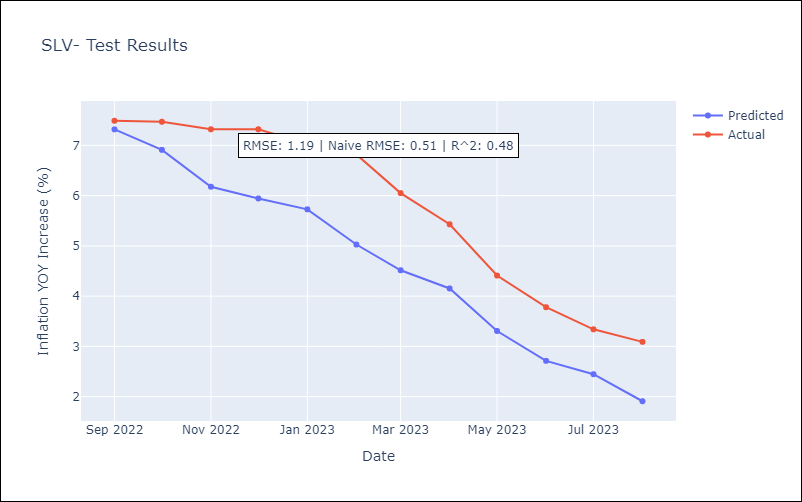 SLV- Test Results
Predicted
Actual
RMSE: 1.19 | Naive RMSE: 0.51 | R^2: 0.48
Inflation YOY Increase (%)
7
6
5
4
3
2
Sep 2022 Nov 2022 Jan 2023 Mar 2023 May 2023 Jul 2023
Date